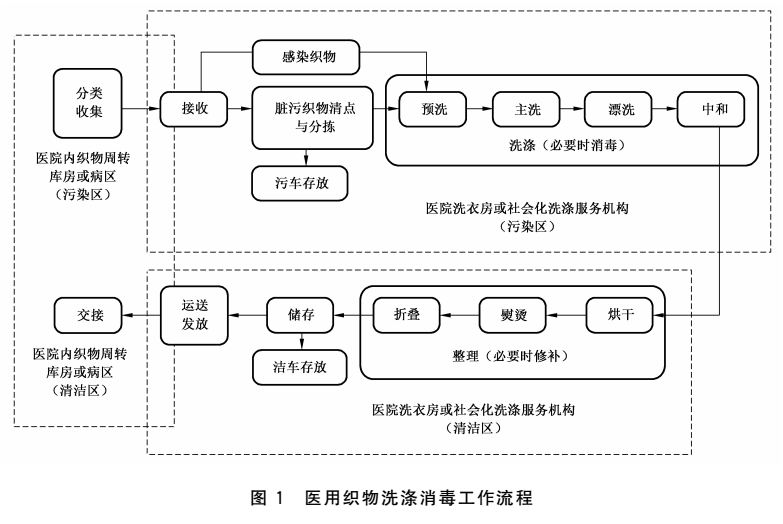 感染织物
分类
收集
接收
脏污织物清点
与分拣
预洗
主洗
漂洗
中和
洗涤（必要时消毒）
医院内织物周转
库房或病区
（污染区）
污车存放
医院洗衣房或社会化洗涤服务机构
（污染区）
交接
运送
发放
储存
折叠
熨烫
烘干
整理（必要时修补）
医院内织物周转
库房或病区
（清洁区）
洁车存放
医院洗衣房或社会化洗涤服务机构
（清洁区）
图 1 医用织物洗涤消毒工作流程